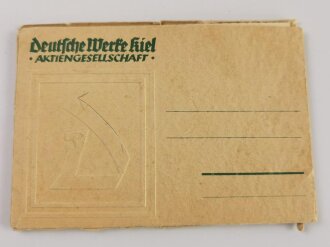 Deutsche Werke Kiel
· AKTIENGESELLSCHAFT ·